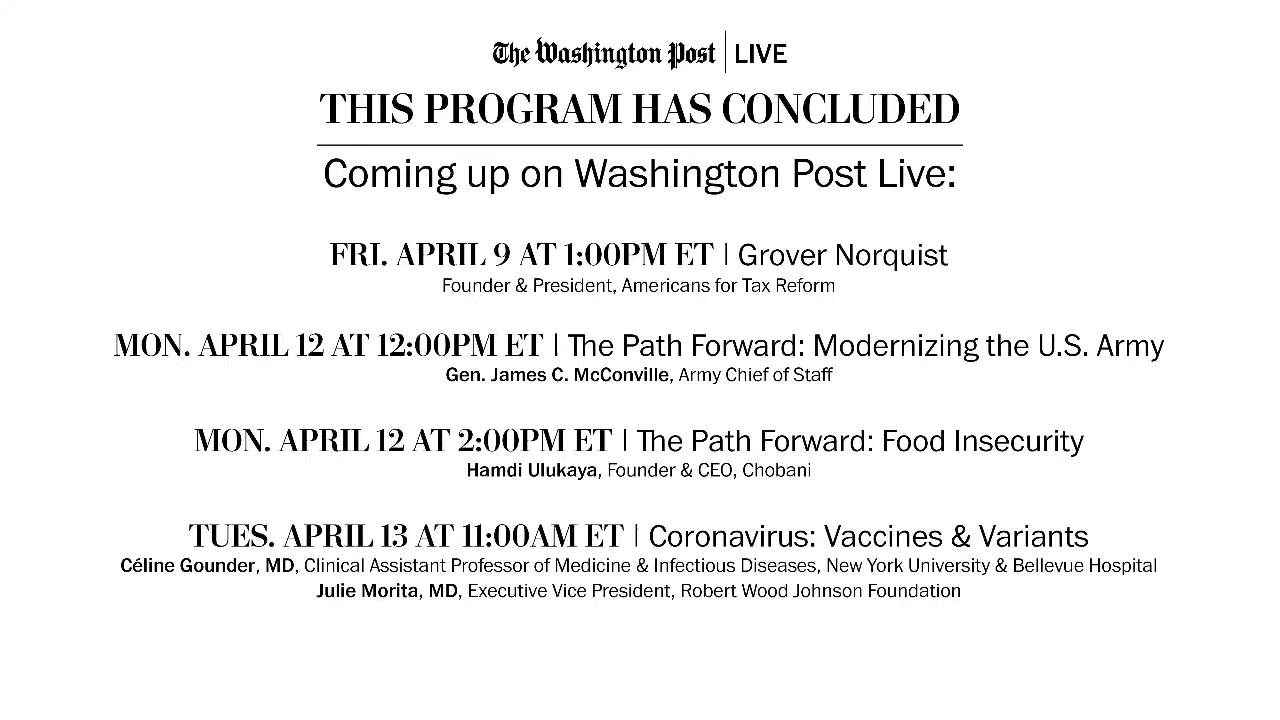 The Washington Post | LIVE
THIS PROGRAM HAS CONCLUDED
Coming up on Washington Post Live:
FRI. APRIL 9 AT 1:00PM ET | Grover Norquist
Founder & President, Americans for Tax Reform
MON. APRIL 12 AT 12:00PM ET | The Path Forward: Modernizing the U.S. Army
Gen. James C. McConville, Army Chief of Staff
MON. APRIL 12 AT 2:00PM ET | The Path Forward: Food Insecurity
Hamdi Ulukaya, Founder & CEO, Chobani
TUES. APRIL 13 AT 11:00AM ET | Coronavirus: Vaccines & Variants
Céline Gounder, MD, Clinical Assistant Professor of Medicine & Infectious Diseases, New York University & Bellevue Hospital
Julie Morita, MD, Executive Vice President, Robert Wood Johnson Foundation